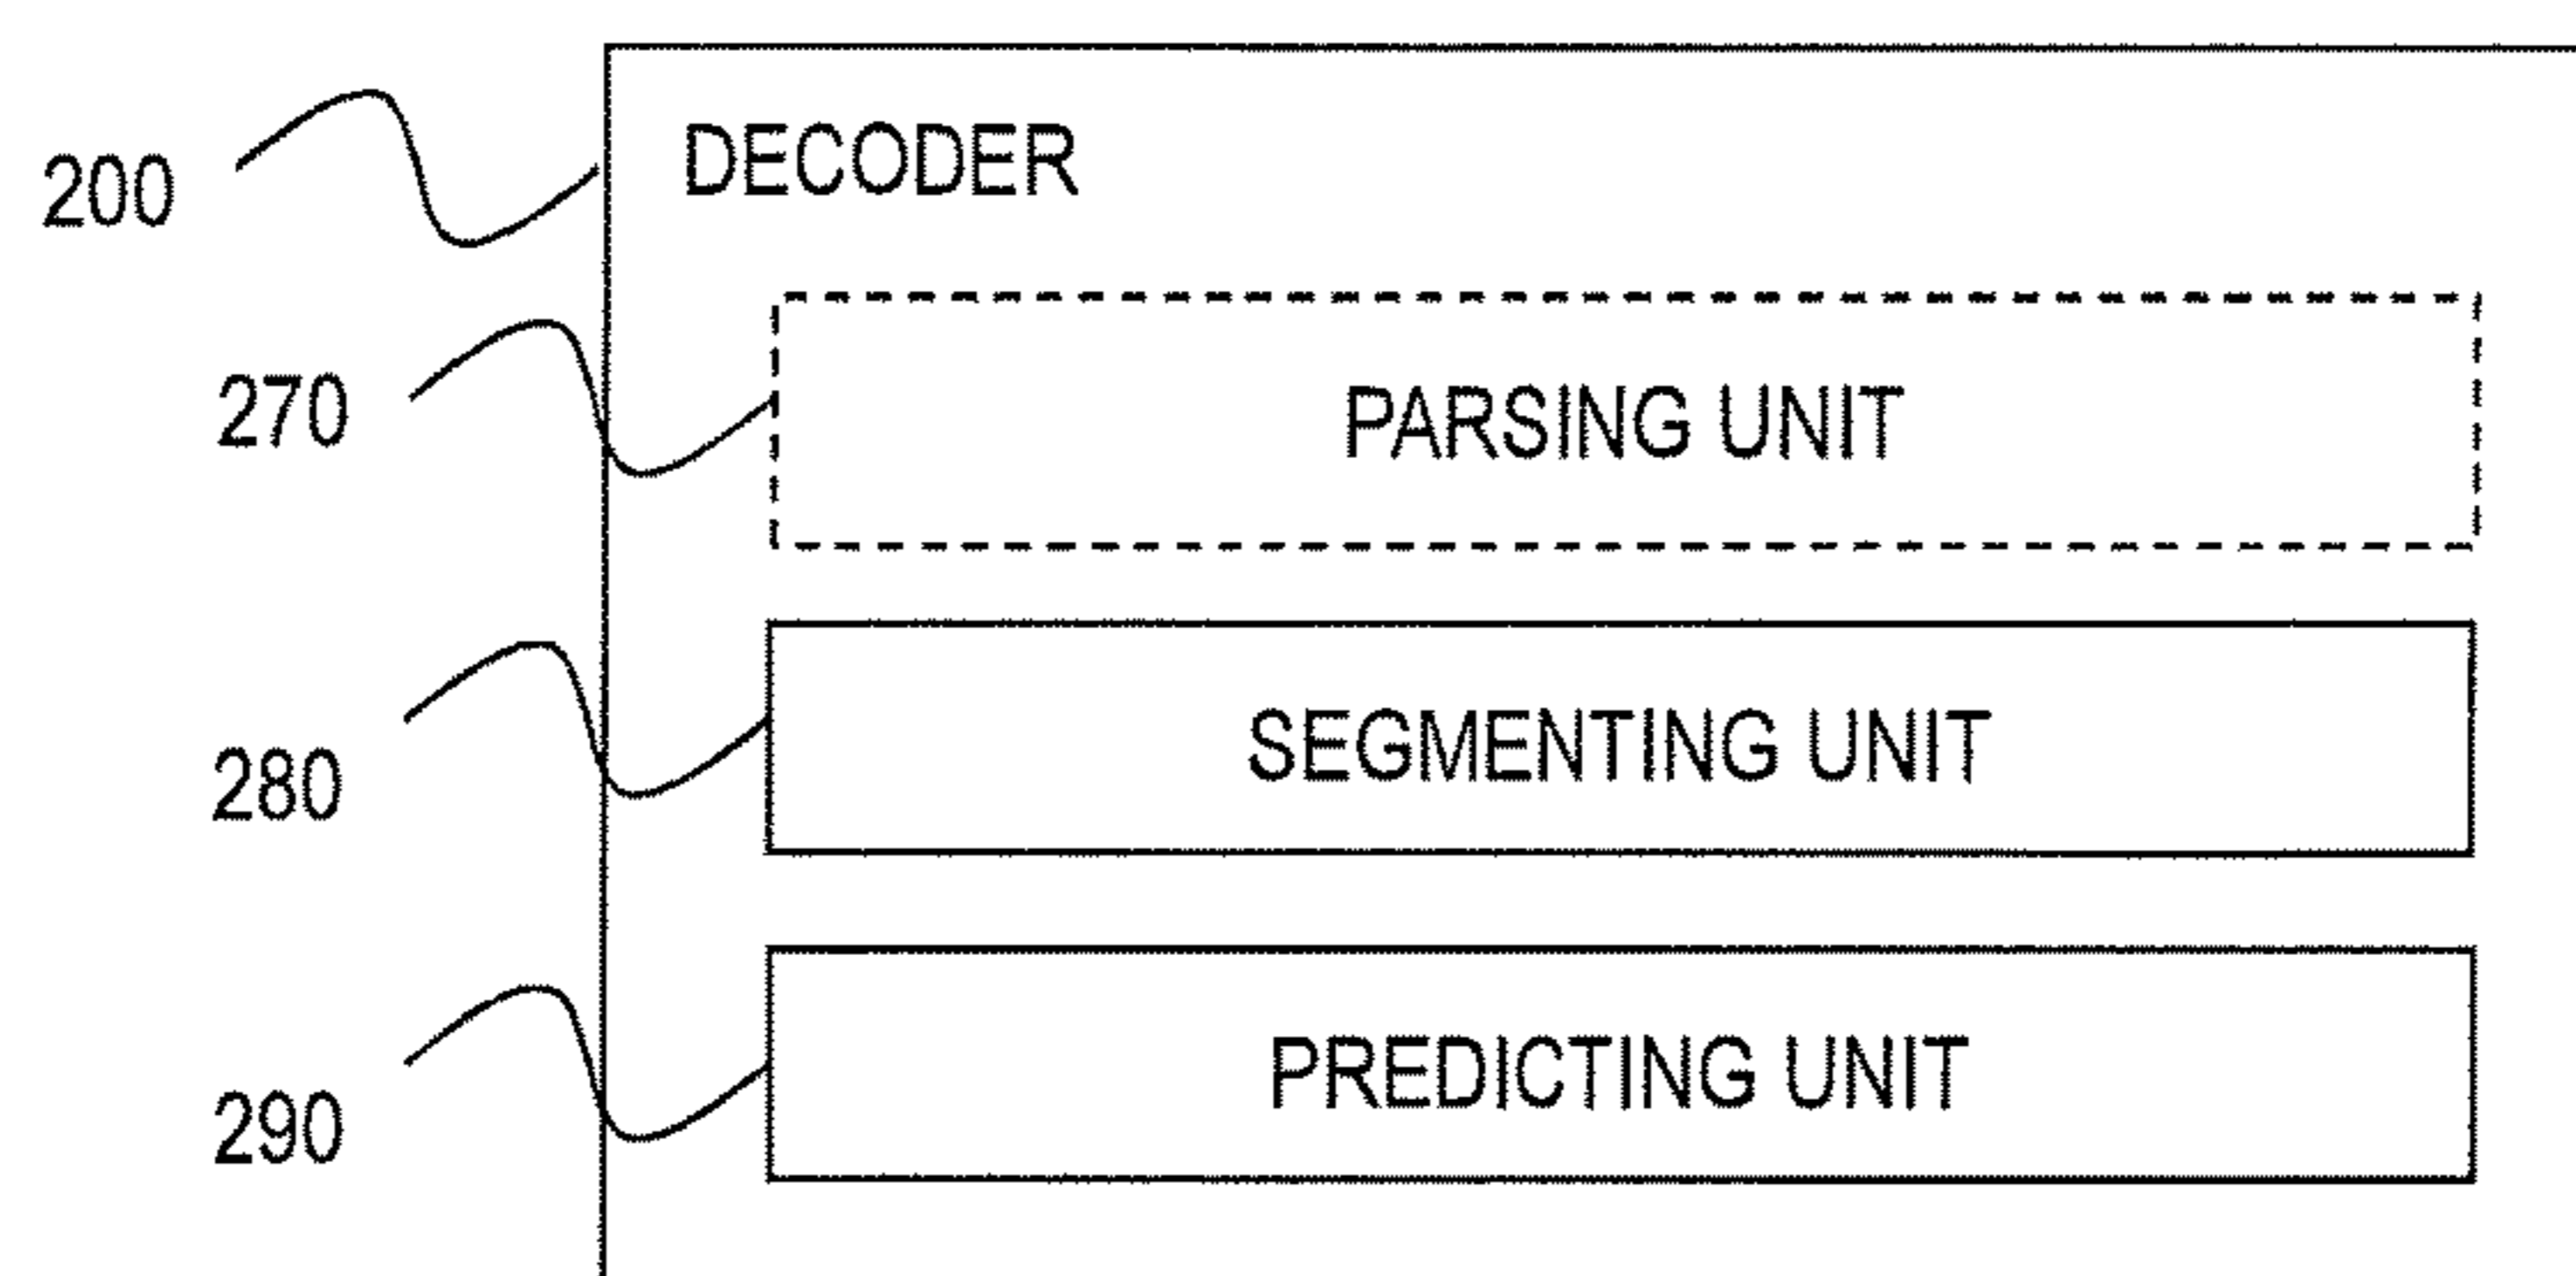 200 DECODER
270 PARSING UNIT
280 SEGMENTING UNIT
290 PREDICTING UNIT